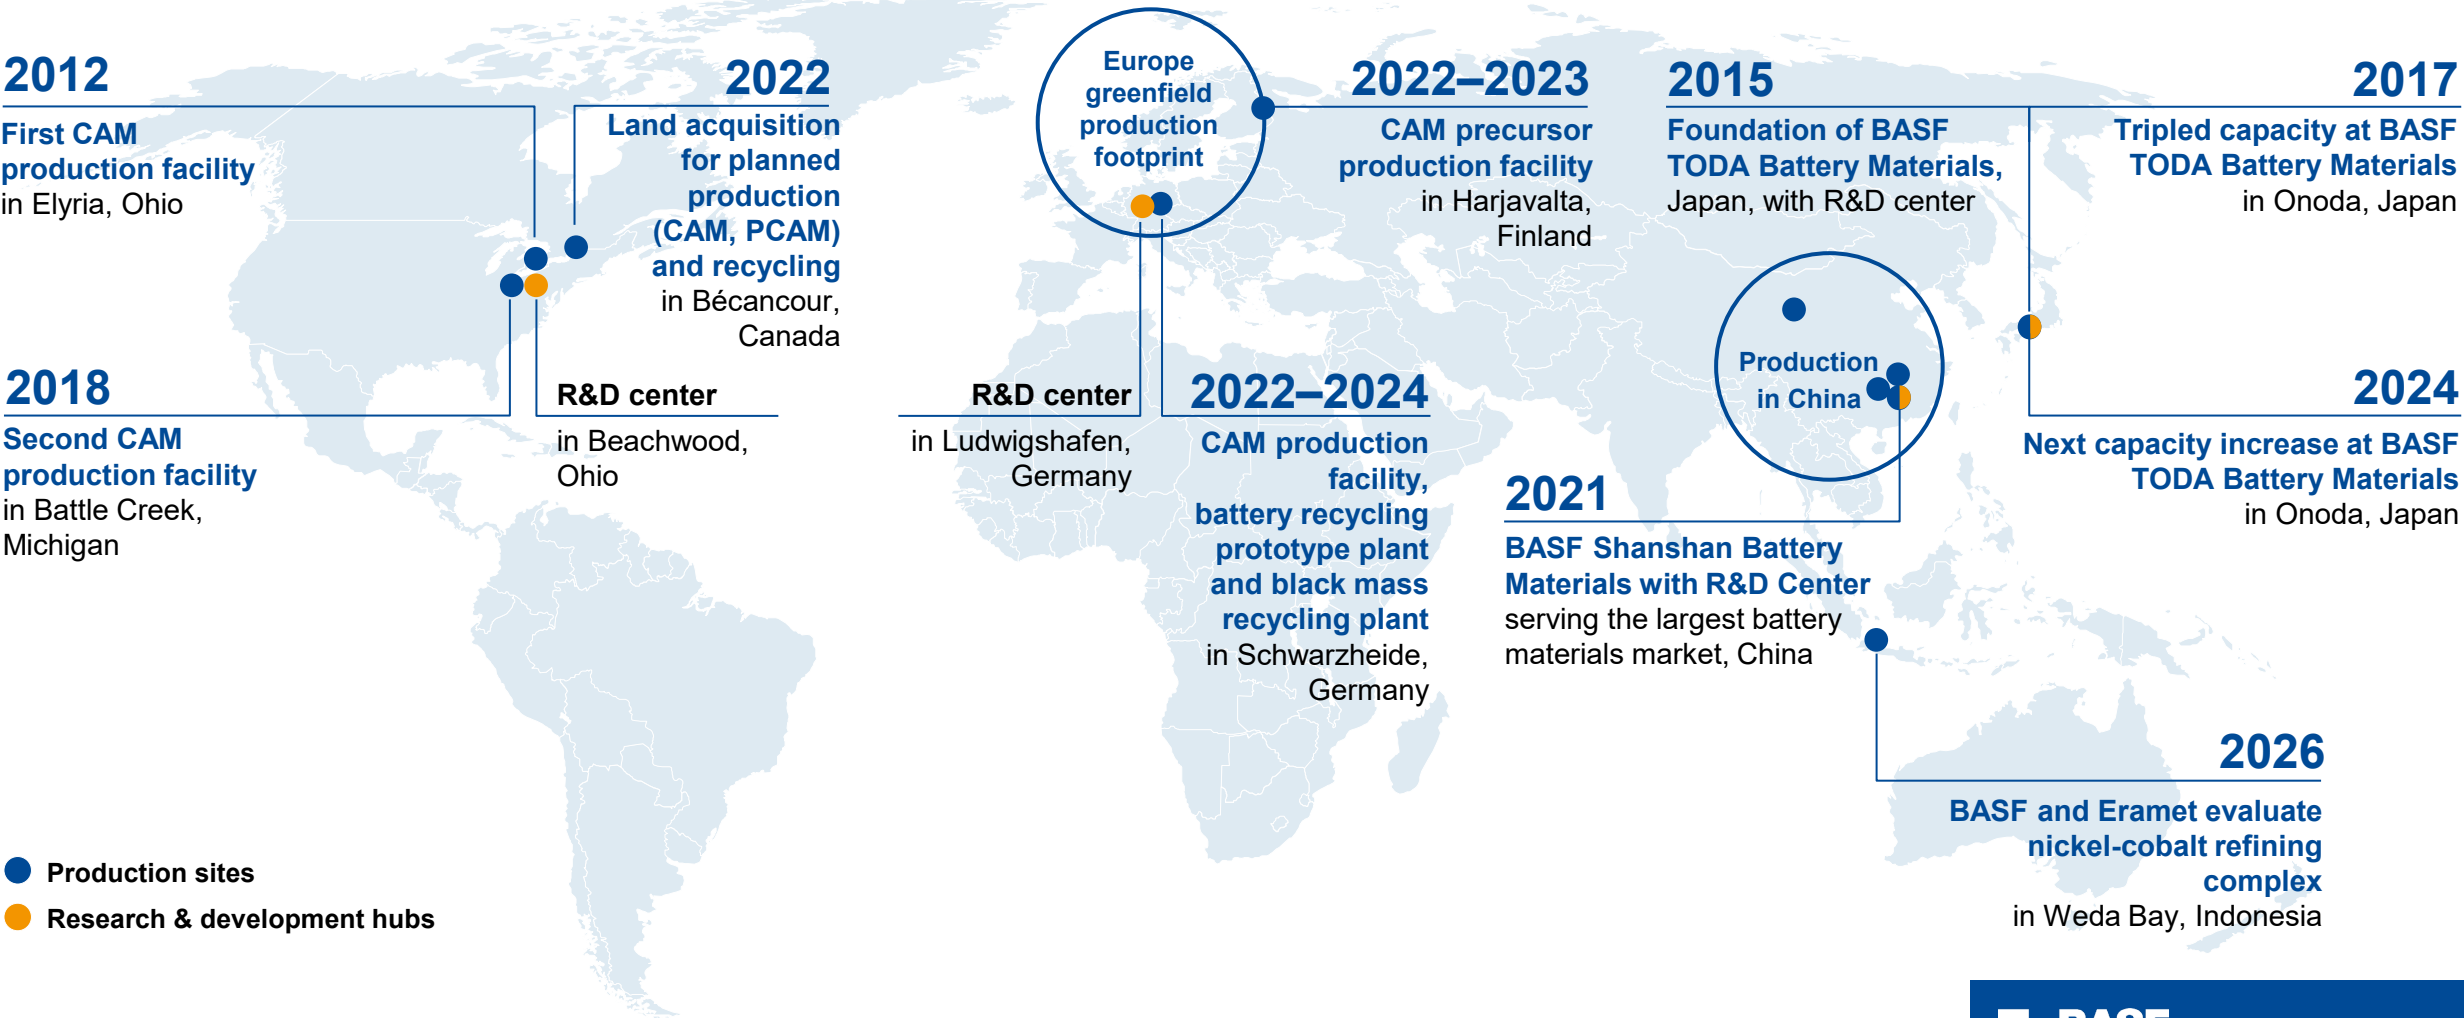 2012
First CAM
production facility
in Elyria, Ohio
2022
Land acquisition
for planned
production
(CAM, PCAM)
and recycling
in Bécancour,
Canada
2018
Second CAM
production facility
in Battle Creek,
Michigan
R&D center
in Beachwood,
Ohio
Europe
greenfield
production
footprint
2022–2023
CAM precursor
production facility
in Harjavalta,
Finland
R&D center
in Ludwigshafen,
Germany
2022–2024
CAM production
facility,
battery recycling
prototype plant
and black mass
recycling plant
in Schwarzheide,
Germany
2015
Foundation of BASF
TODA Battery Materials,
Japan, with R&D center
2017
Tripled capacity at BASF
TODA Battery Materials
in Onoda, Japan
Production
in China
2024
Next capacity increase at BASF
TODA Battery Materials
in Onoda, Japan
2021
BASF Shanshan Battery
Materials with R&D Center
serving the largest battery
materials market, China
2026
BASF and Eramet evaluate
nickel-cobalt refining
complex
in Weda Bay, Indonesia
Production sites
Research & development hubs
BASF